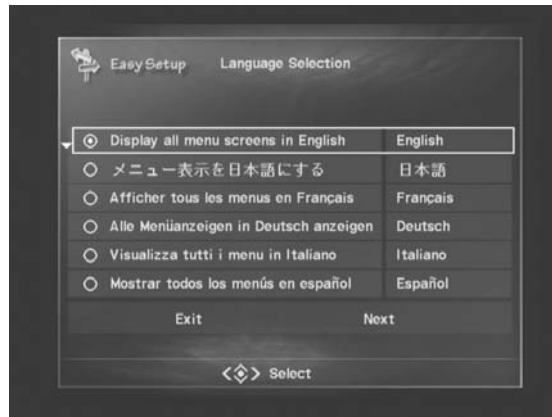 EasySetup Language Selection
Display all menu screens in English English
メニュー表示を日本語にする 日本語
Afficher tous les menus en Français Français
Alle Menüanzeigen in Deutsch anzeigen Deutsch
Visualizza tutti i menu in Italiano Italiano
Mostrar todos los menús en español Español
Exit Next
Select